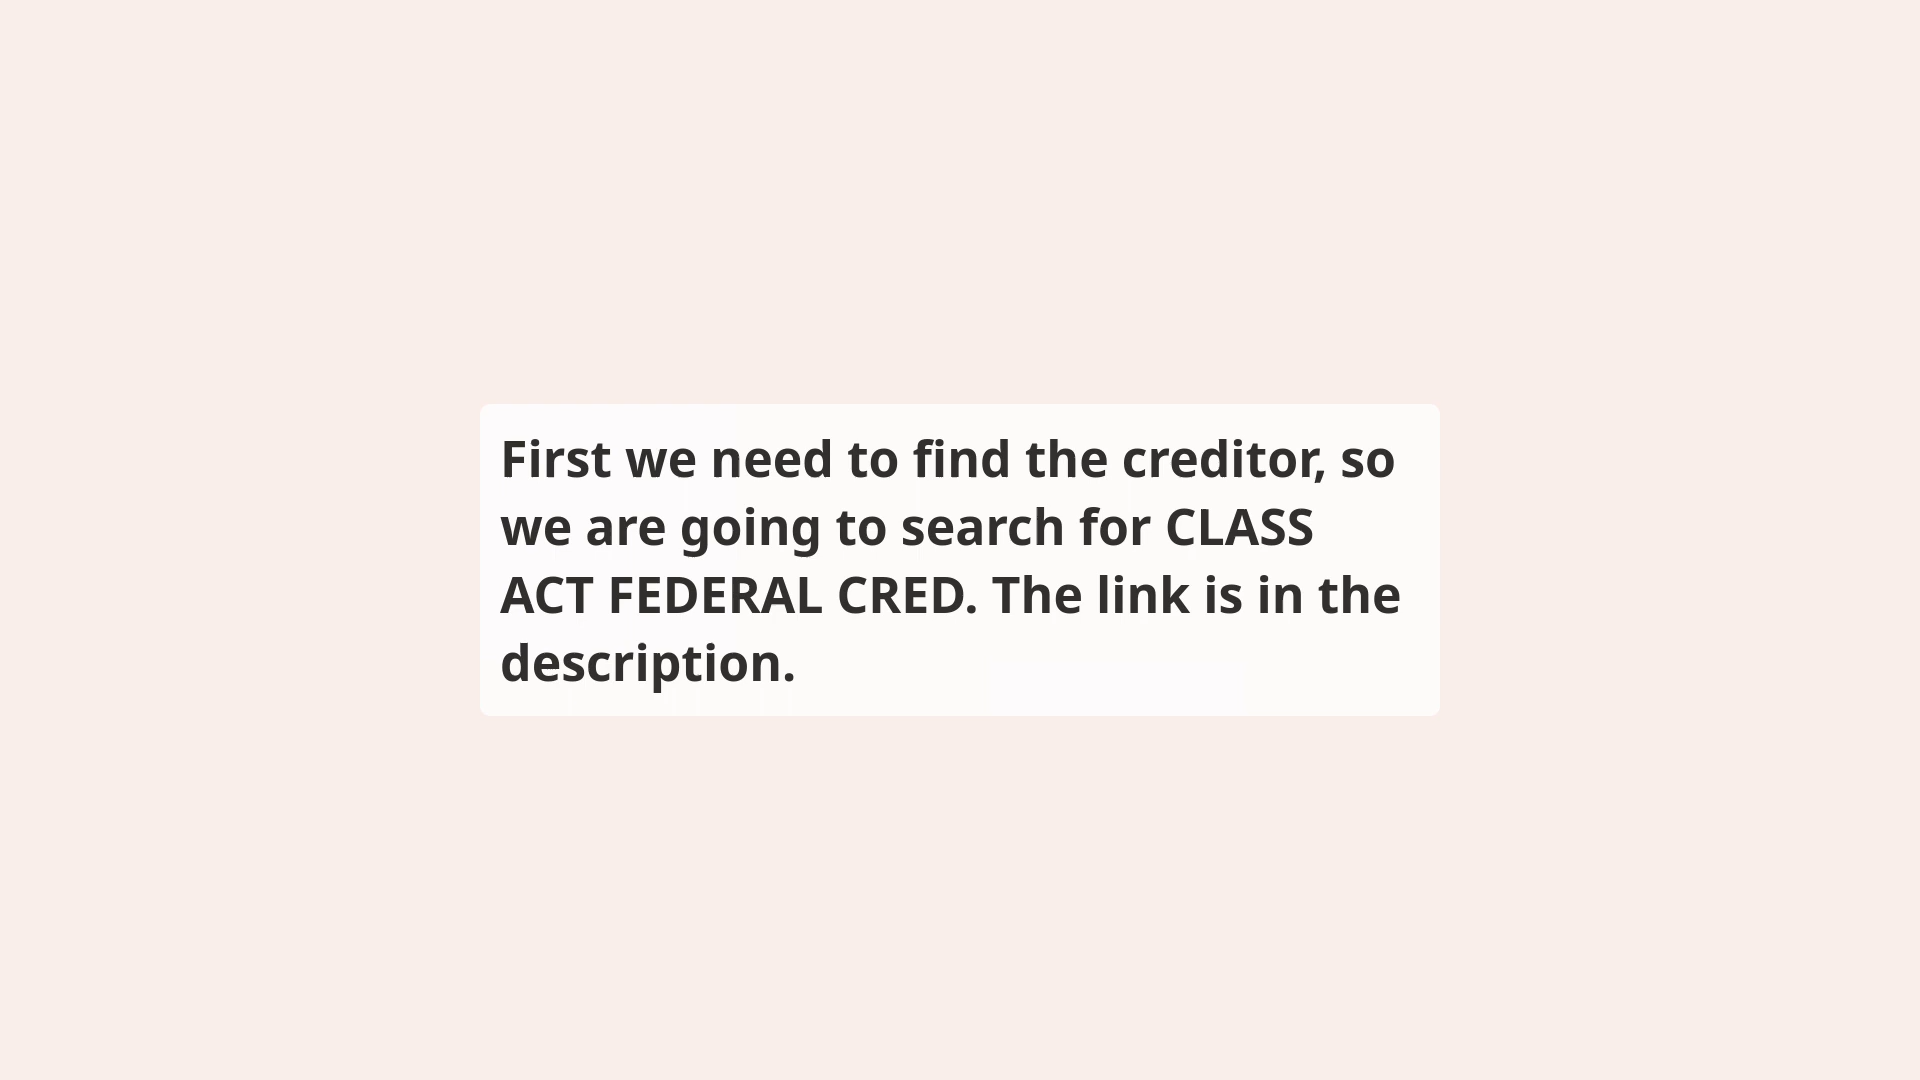 First we need to find the creditor, so
we are going to search for CLASS
ACT FEDERAL CRED. The link is in the
description.